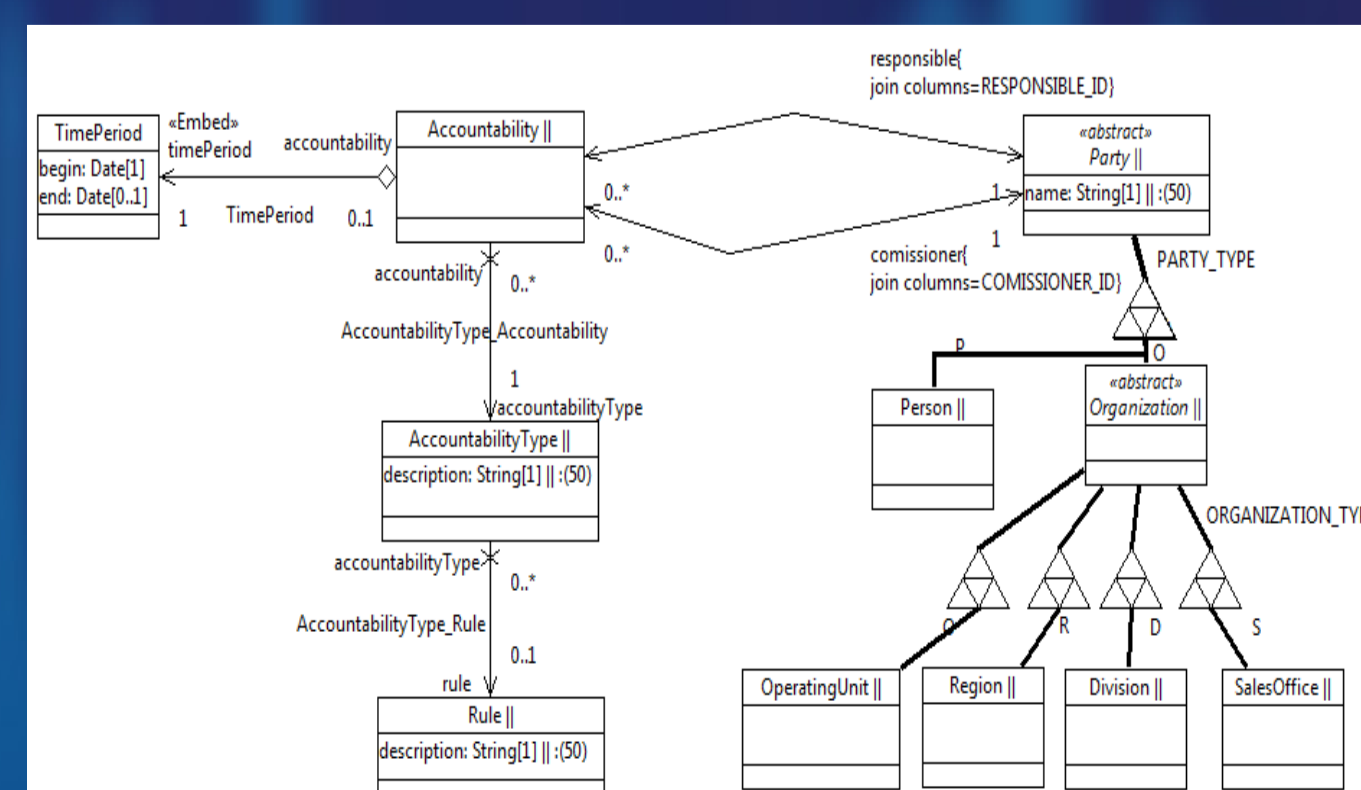 responsible{
join columns=RESPONSIBLE_ID}
TimePeriod
begin: Date[1]
end: Date[0..1]
«Embed»
timePeriod
accountability
1
TimePeriod
0..1
Accountability ||
0..*
0..*
1
1
«abstract»
Party ||
name: String[1] || :(50)
comissioner{
join columns=COMISSIONER_ID}
PARTY_TYPE
accountability
0..*
AccountabilityType_Accountability
1
accountabilityType
P
O
Person ||
«abstract»
Organization ||
AccountabilityType ||
description: String[1] || :(50)
ORGANIZATION_TYP
accountabilityType
0..*
AccountabilityType_Rule
0..1
rule
O
R
D
S
Rule ||
description: String[1] || :(50)
OperatingUnit ||
Region ||
Division ||
SalesOffice ||